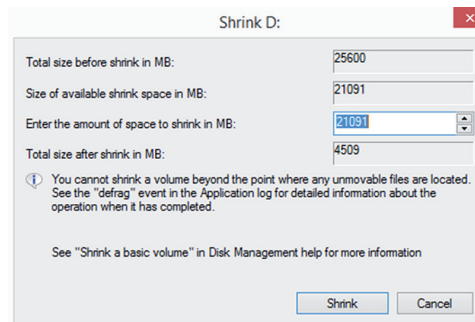 Shrink D:
Total size before shrink in MB: 25600
Size of available shrink space in MB: 21091
Enter the amount of space to shrink in MB: 21091
Total size after shrink in MB: 4509
You cannot shrink a volume beyond the point where any unmovable files are located.
See the "defrag" event in the Application log for detailed information about the
operation when it has completed.
See "Shrink a basic volume" in Disk Management help for more information
Shrink Cancel